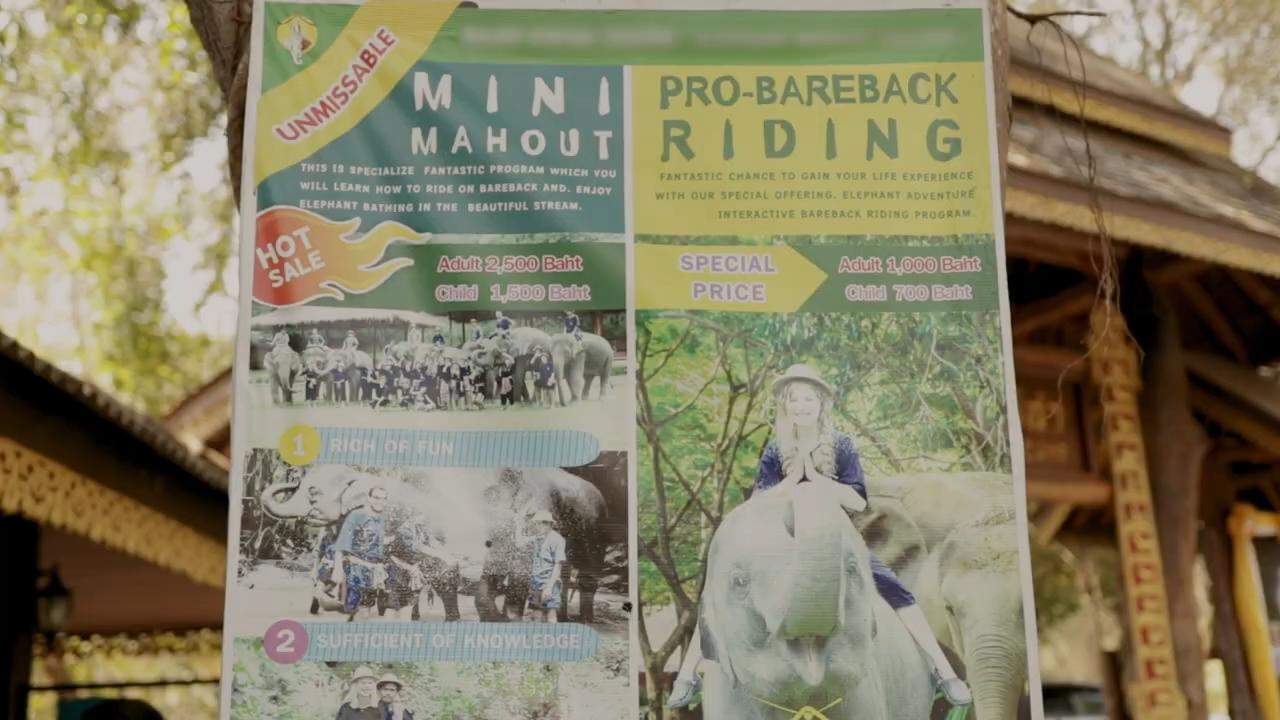 UNMISSABLE
MINI
MAHOUT
THIS IS SPECIALIZE FANTASTIC PROGRAM WHICH YOU
WILL LEARN HOW TO RIDE ON BAREBACK AND. ENJOY
ELEPHANT BATHING IN THE BEAUTIFUL STREAM.
HOT
SALE
Adult 2,500 Baht
Child 1,500 Baht
1 RICH OF FUN
2 SUFFICIENT OF KNOWLEDGE
PRO-BAREBACK
RIDING
FANTASTIC CHANCE TO GAIN YOUR LIFE EXPERIENCE
WITH OUR SPECIAL OFFERING. ELEPHANT ADVENTURE
INTERACTIVE BAREBACK RIDING PROGRAM.
SPECIAL
PRICE
Adult 1,000 Baht
Child 700 Baht